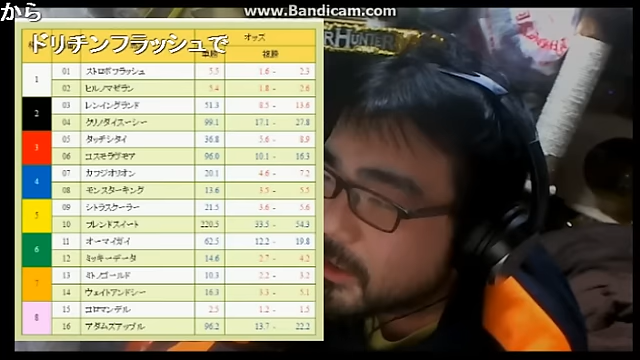 から
www.Bandicam.com
ドリチンフラッシュで
オッズ
単勝 複勝
1 01 ストロボフラッシュ 5.5 1.6 - 2.3
02 ヒルノマゼラン 5.4 1.8 - 2.6
2 03 レンイングランド 51.3 8.5 - 13.6
04 クリノダイスーシー 99.1 17.1 - 27.8
3 05 タッチシタイ 36.8 5.6 - 8.9
06 コスモラヴモア 96.0 10.1 - 16.3
4 07 カフジオリオン 20.1 4.6 - 7.2
08 モンスターキング 13.6 3.5 - 5.5
5 09 シトラスクーラー 21.5 3.6 - 5.6
10 ブレンドスイート 220.5 33.5 - 54.3
6 11 オーマイガイ 62.5 12.2 - 19.8
12 ミッキーデータ 14.6 2.7 - 4.2
7 13 ミトノゴールド 10.3 2.2 - 3.2
14 ウェイトアンドシー 16.3 3.3 - 5.1
8 15 コロマンデル 2.5 1.2 - 1.5
16 アダムズアップル 96.2 13.7 - 22.2
HUNTER